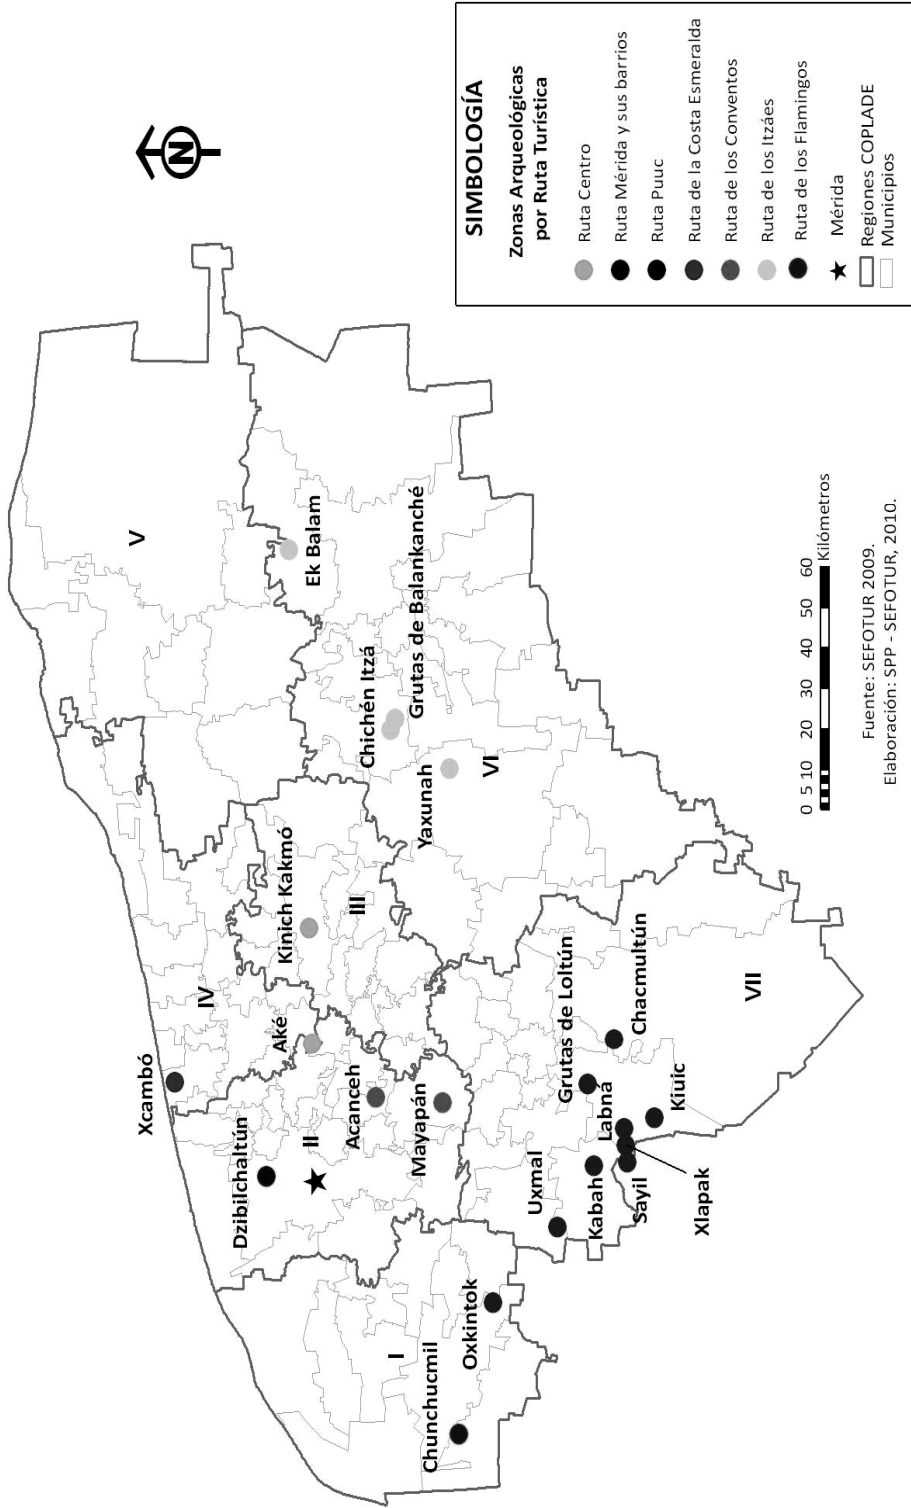 N
V
Xcambó
IV
Dzibilchaltún
II
Aké
Kinich Kakmó
III
Acanceh
Mayapán
Ek Balam
Chichén Itzá
Grutas de Balankanché
Yaxunah
VI
I
Chunchucmil
Oxkintok
Uxmal
Kabah
Sayil
Xlapak
Labná
Grutas de Loltún
Kiuic
Chacmultún
VII
0 5 10 20 30 40 50 60
Kilómetros
Fuente: SEFOTUR 2009.
Elaboración: SPP - SEFOTUR, 2010.
SIMBOLOGÍA
Zonas Arqueológicas
por Ruta Turística
Ruta Centro
Ruta Mérida y sus barrios
Ruta Puuc
Ruta de la Costa Esmeralda
Ruta de los Conventos
Ruta de los Itzáes
Ruta de los Flamingos
Mérida
Regiones COPLADE
Municipios